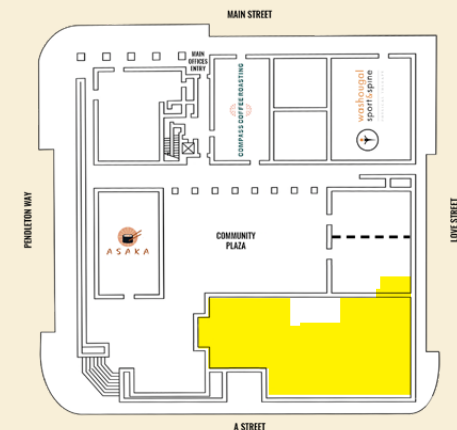 MAIN STREET
MAIN
OFFICES
ENTRY
COMPASS COFFEE ROASTING
washougal
sport&spine
PENDLETON WAY
LOVE STREET
ASAKA
COMMUNITY
PLAZA
A STREET